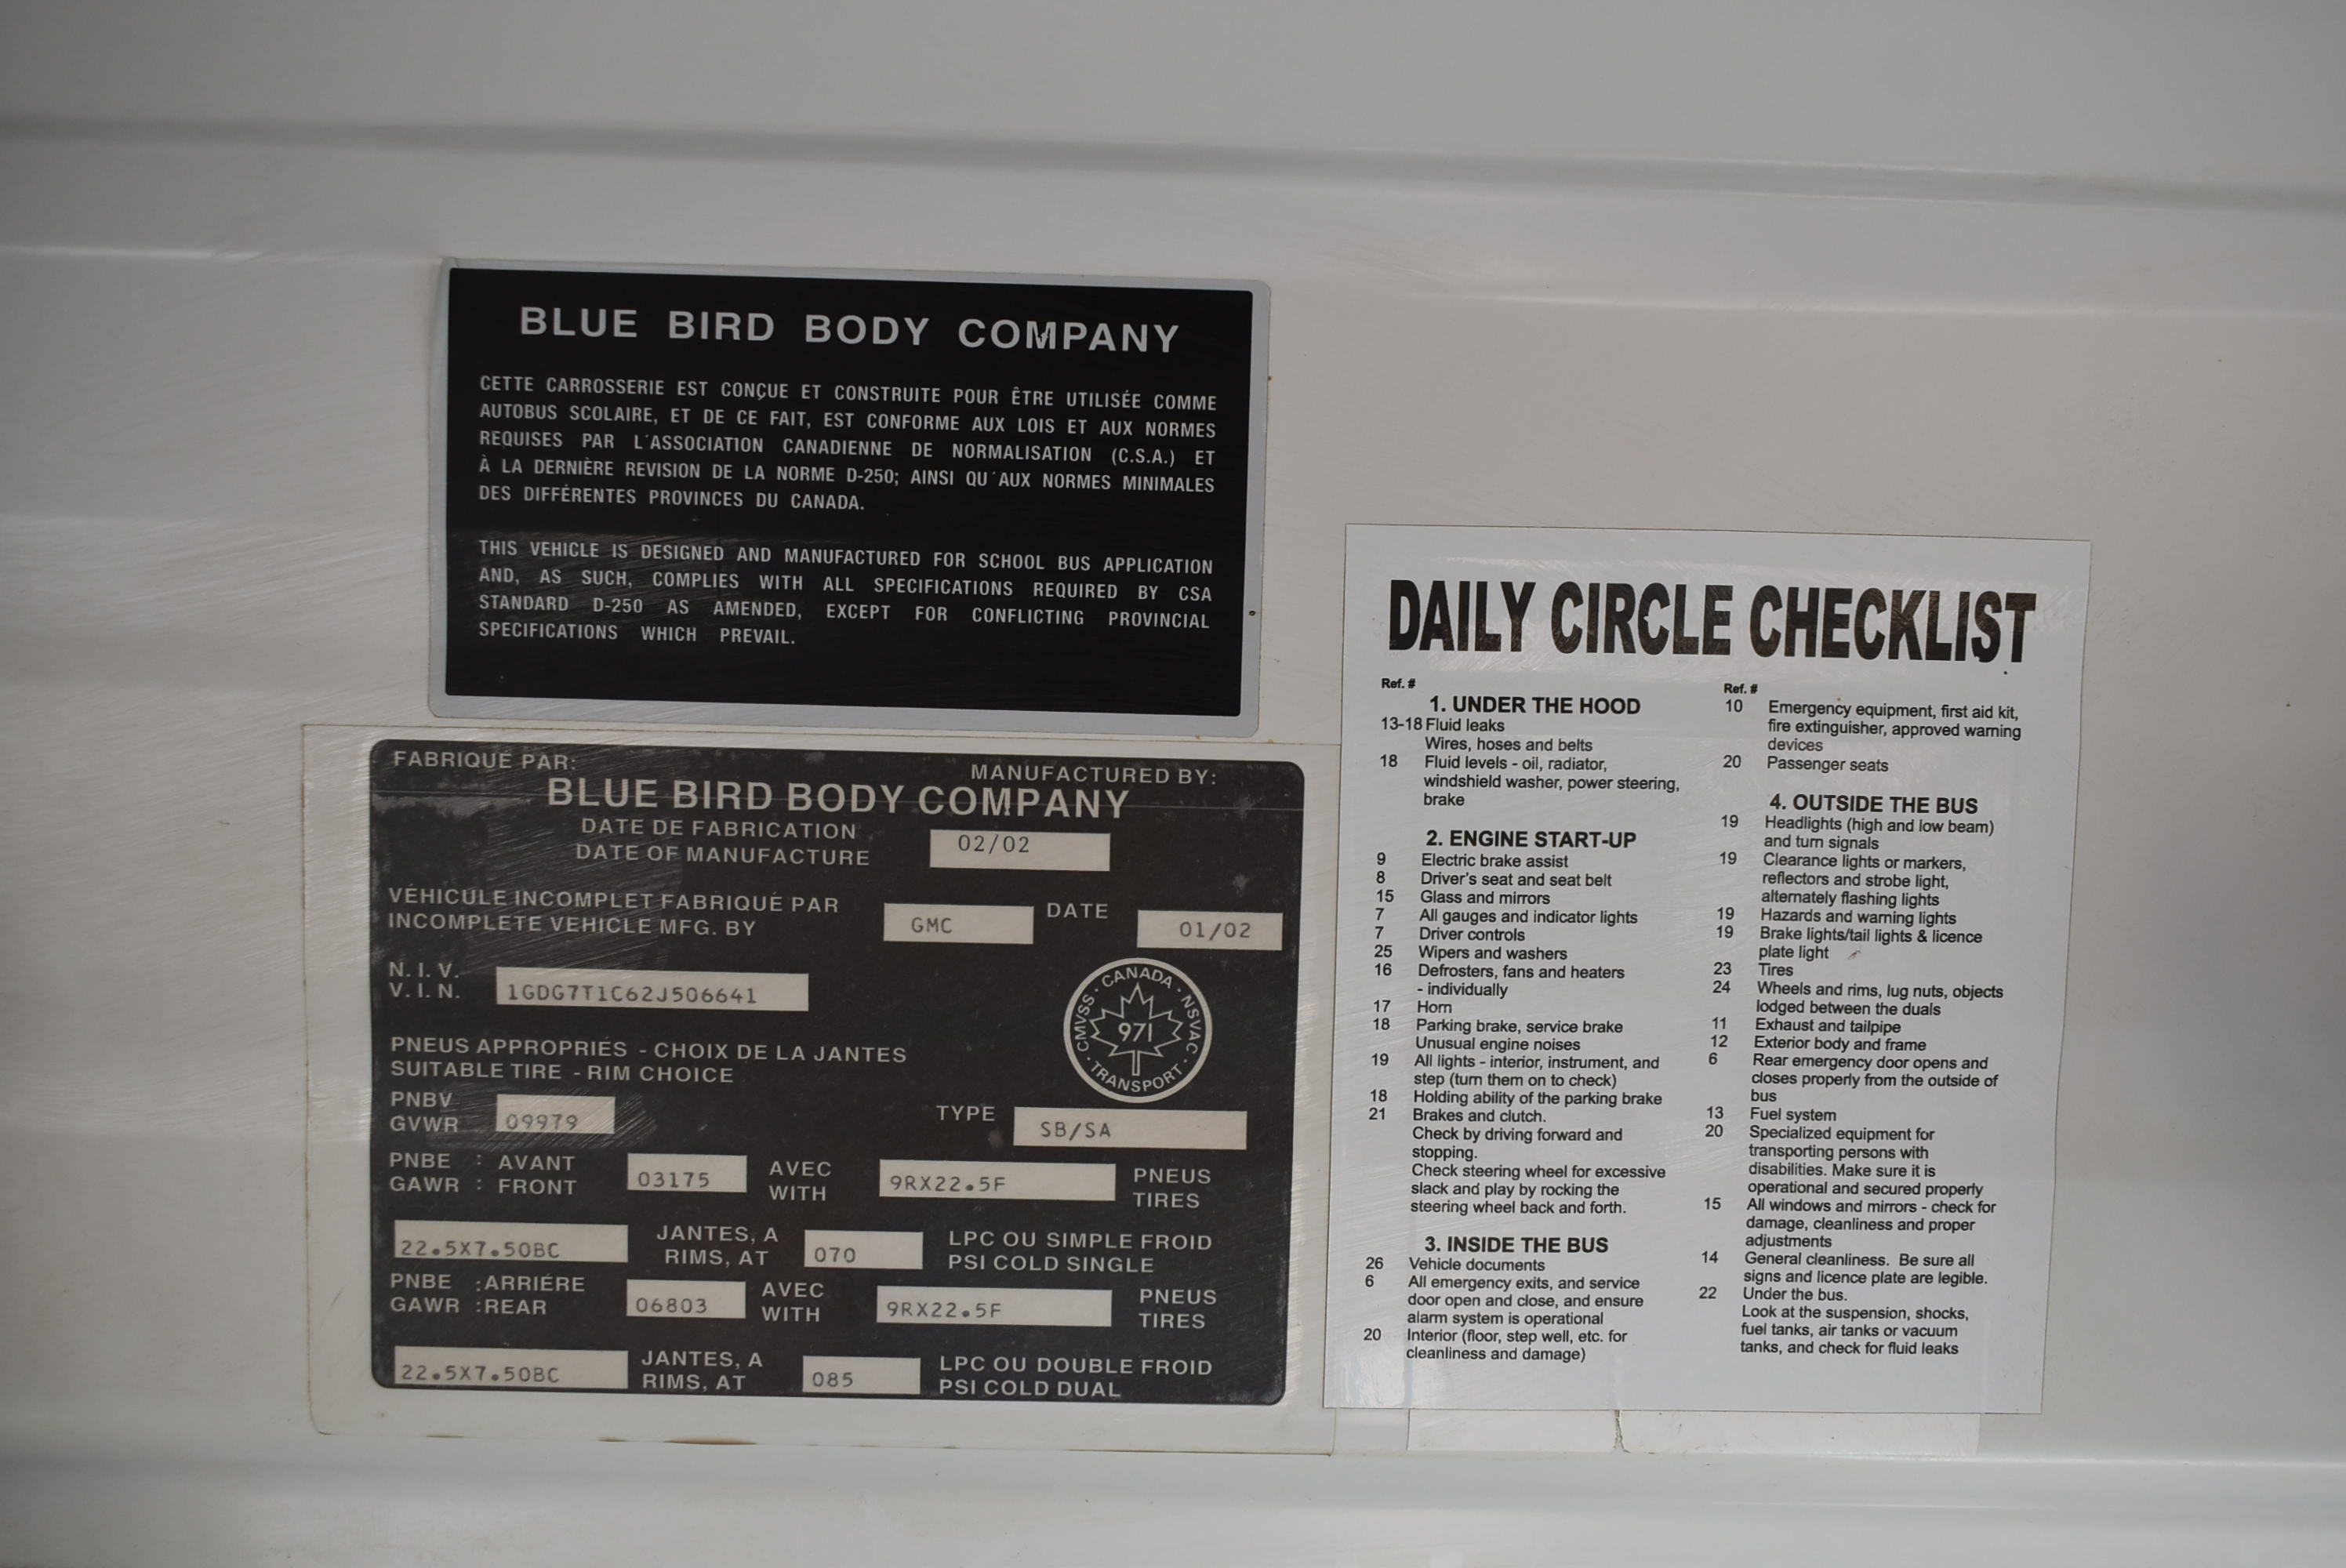 BLUE BIRD BODY COMPANY
CETTE CARROSSERIE EST CONÇUE ET CONSTRUITE POUR ÊTRE UTILISÉE COMME
AUTOBUS SCOLAIRE, ET DE CE FAIT, EST CONFORME AUX LOIS ET AUX NORMES
REQUISES PAR L'ASSOCIATION CANADIENNE DE NORMALISATION (C.S.A.) ET
À LA DERNIÈRE REVISION DE LA NORME D-250; AINSI QU'AUX NORMES MINIMALES
DES DIFFÉRENTES PROVINCES DU CANADA.
THIS VEHICLE IS DESIGNED AND MANUFACTURED FOR SCHOOL BUS APPLICATION
AND, AS SUCH, COMPLIES WITH ALL SPECIFICATIONS REQUIRED BY CSA
STANDARD D-250 AS AMENDED, EXCEPT FOR CONFLICTING PROVINCIAL
SPECIFICATIONS WHICH PREVAIL.
FABRIQUÉ PAR: MANUFACTURED BY:
BLUE BIRD BODY COMPANY
DATE DE FABRICATION
DATE OF MANUFACTURE 02/02
VÉHICULE INCOMPLET FABRIQUÉ PAR
INCOMPLETE VEHICLE MFG. BY GMC DATE 01/02
N.I.V.
V.I.N. 1GDG7T1C62J506641
CANADA · NSVAC · TRANSPORT · CMVSS ·
971
PNEUS APPROPRIÉS - CHOIX DE LA JANTES
SUITABLE TIRE - RIM CHOICE
PNBV
GVWR 09979 TYPE SB/SA
PNBE : AVANT AVEC PNEUS
GAWR : FRONT 03175 WITH 9RX22.5F TIRES
JANTES, A LPC OU SIMPLE FROID
22.5X7.50BC RIMS, AT 070 PSI COLD SINGLE
PNBE :ARRIÉRE AVEC PNEUS
GAWR :REAR 06803 WITH 9RX22.5F TIRES
JANTES, A LPC OU DOUBLE FROID
22.5X7.50BC RIMS, AT 085 PSI COLD DUAL
DAILY CIRCLE CHECKLIST
Ref. #
1. UNDER THE HOOD
13-18 Fluid leaks
Wires, hoses and belts
18 Fluid levels - oil, radiator,
windshield washer, power steering,
brake
2. ENGINE START-UP
9 Electric brake assist
8 Driver's seat and seat belt
15 Glass and mirrors
7 All gauges and indicator lights
7 Driver controls
25 Wipers and washers
16 Defrosters, fans and heaters
- individually
17 Horn
18 Parking brake, service brake
Unusual engine noises
19 All lights - interior, instrument, and
step (turn them on to check)
18 Holding ability of the parking brake
21 Brakes and clutch.
Check by driving forward and
stopping.
Check steering wheel for excessive
slack and play by rocking the
steering wheel back and forth.
3. INSIDE THE BUS
26 Vehicle documents
6 All emergency exits, and service
door open and close, and ensure
alarm system is operational
20 Interior (floor, step well, etc. for
cleanliness and damage)
Ref. #
10 Emergency equipment, first aid kit,
fire extinguisher, approved warning
devices
20 Passenger seats
4. OUTSIDE THE BUS
19 Headlights (high and low beam)
and turn signals
19 Clearance lights or markers,
reflectors and strobe light,
alternately flashing lights
19 Hazards and warning lights
19 Brake lights/tail lights & licence
plate light
23 Tires
24 Wheels and rims, lug nuts, objects
lodged between the duals
11 Exhaust and tailpipe
12 Exterior body and frame
6 Rear emergency door opens and
closes properly from the outside of
bus
13 Fuel system
20 Specialized equipment for
transporting persons with
disabilities. Make sure it is
operational and secured properly
15 All windows and mirrors - check for
damage, cleanliness and proper
adjustments
14 General cleanliness. Be sure all
signs and licence plate are legible.
22 Under the bus.
Look at the suspension, shocks,
fuel tanks, air tanks or vacuum
tanks, and check for fluid leaks